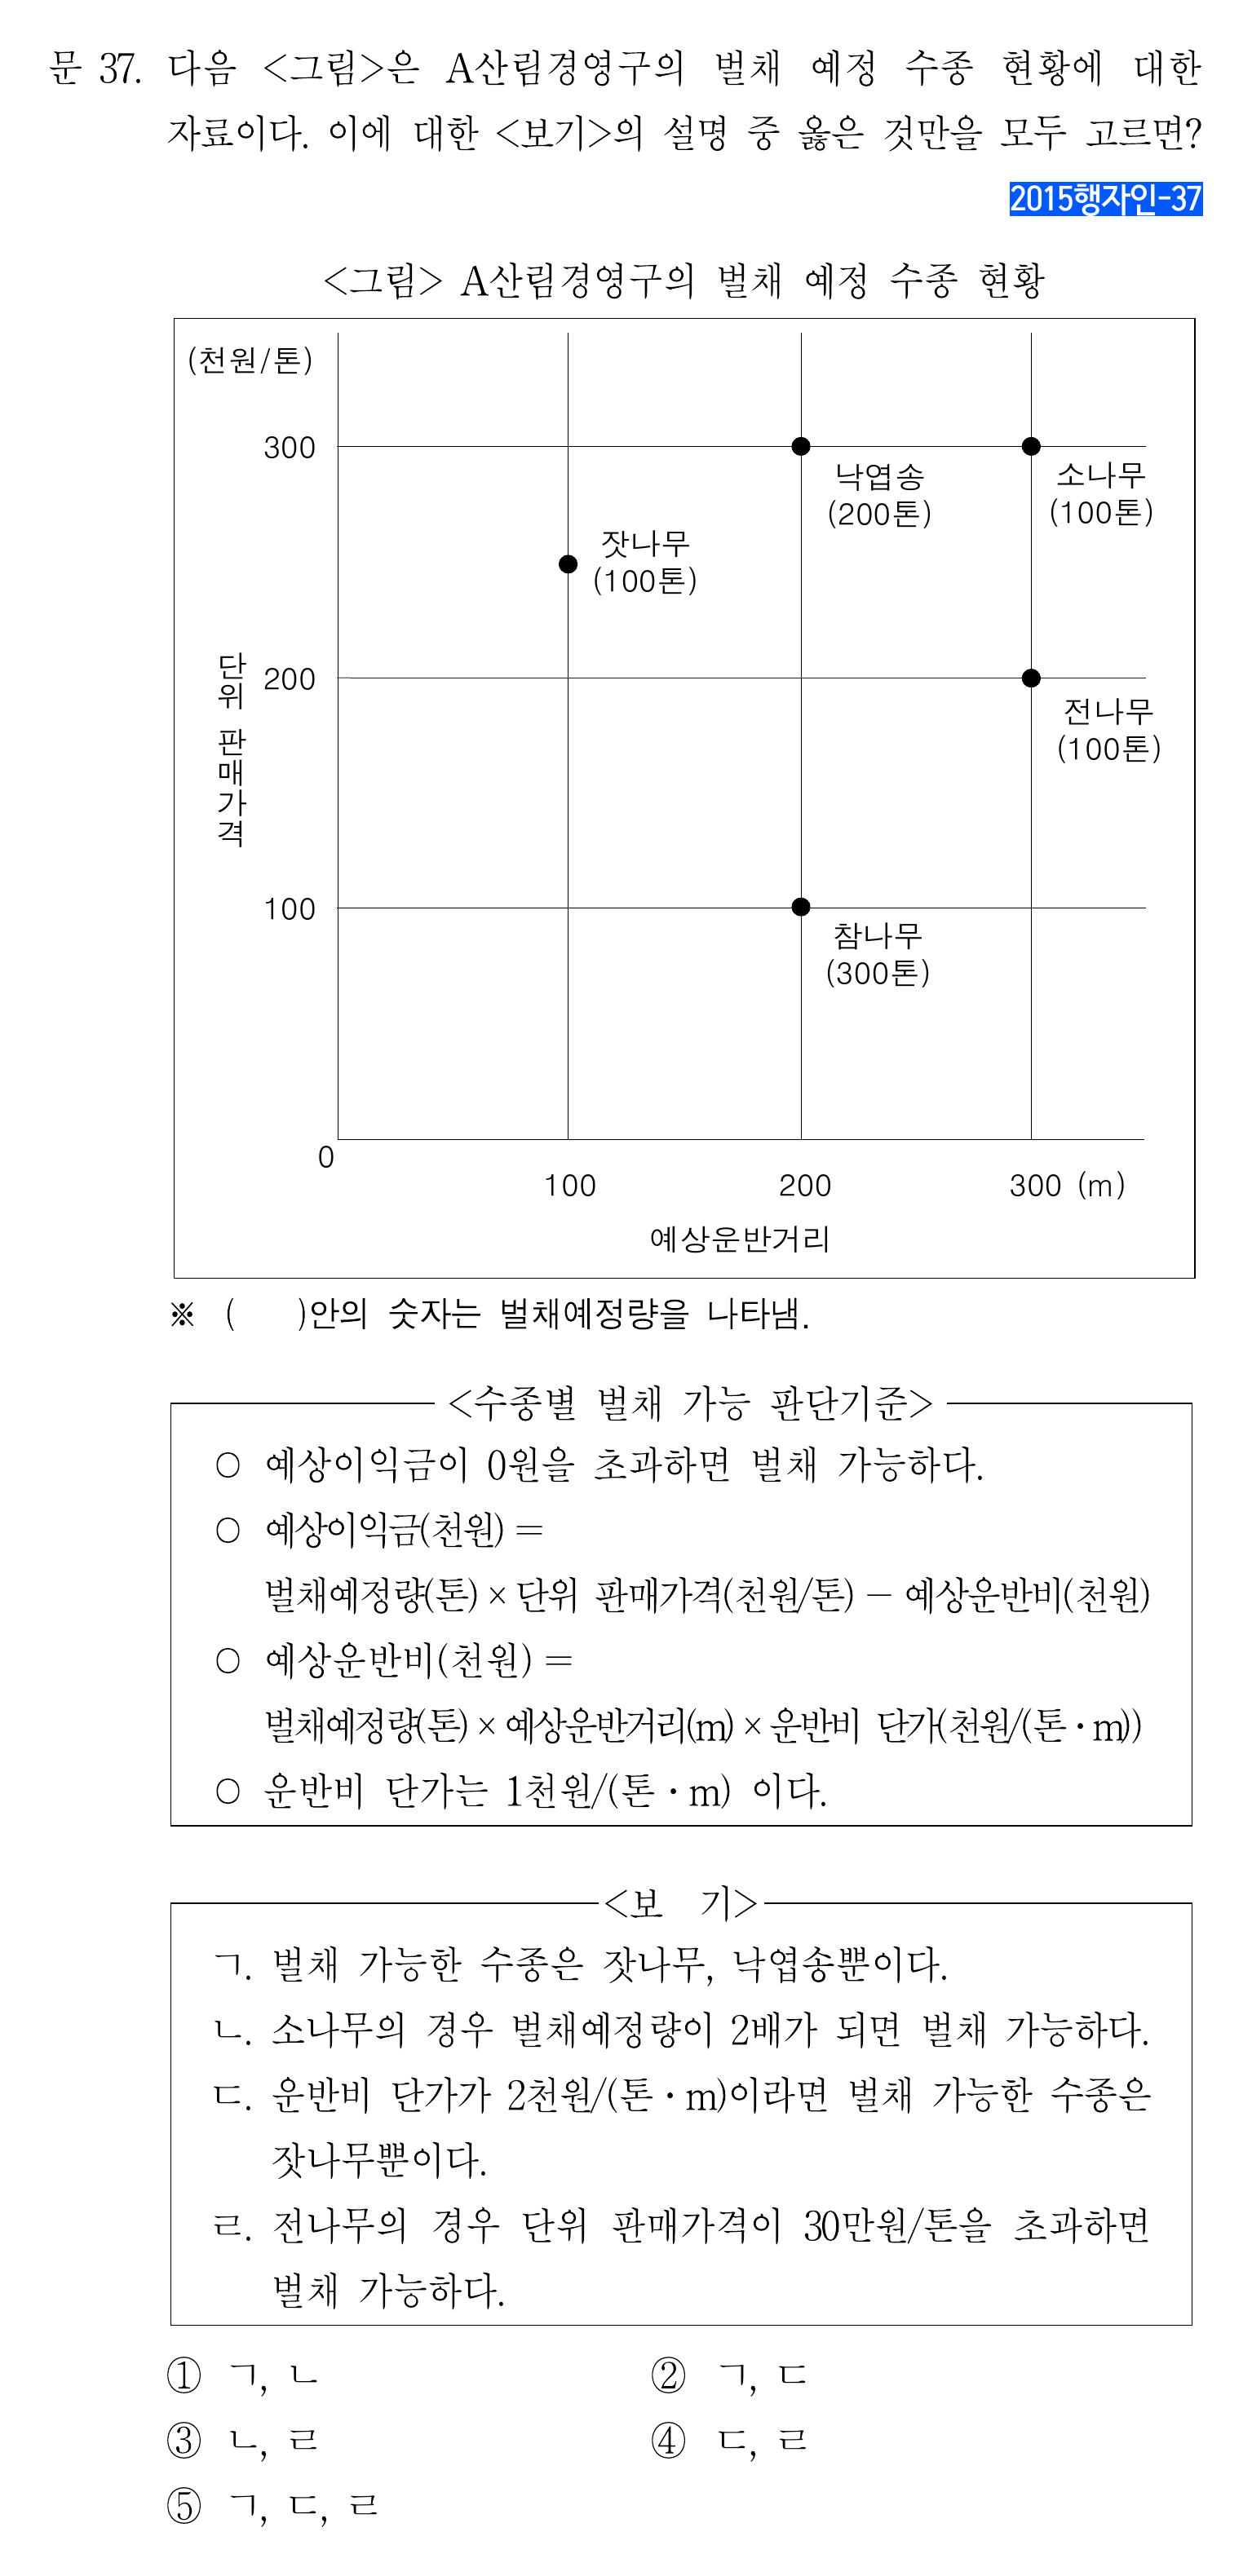 문 37. 다음 <그림>은 A산림경영구의 벌채 예정 수종 현황에 대한
자료이다. 이에 대한 <보기>의 설명 중 옳은 것만을 모두 고르면?
2015행자인-37
<그림> A산림경영구의 벌채 예정 수종 현황
(천원/톤)
300
낙엽송
(200톤)
소나무
(100톤)
잣나무
(100톤)
단위 판매가격
200
전나무
(100톤)
100
참나무
(300톤)
0
100 200 300 (m)
예상운반거리
※ ( )안의 숫자는 벌채예정량을 나타냄.
<수종별 벌채 가능 판단기준>
○ 예상이익금이 0원을 초과하면 벌채 가능하다.
○ 예상이익금(천원) =
벌채예정량(톤) × 단위 판매가격(천원/톤) - 예상운반비(천원)
○ 예상운반비(천원) =
벌채예정량(톤) × 예상운반거리(m) × 운반비 단가(천원/(톤·m))
○ 운반비 단가는 1천원/(톤·m) 이다.
<보 기>
ㄱ. 벌채 가능한 수종은 잣나무, 낙엽송뿐이다.
ㄴ. 소나무의 경우 벌채예정량이 2배가 되면 벌채 가능하다.
ㄷ. 운반비 단가가 2천원/(톤·m)이라면 벌채 가능한 수종은
잣나무뿐이다.
ㄹ. 전나무의 경우 단위 판매가격이 30만원/톤을 초과하면
벌채 가능하다.
① ㄱ, ㄴ ② ㄱ, ㄷ
③ ㄴ, ㄹ ④ ㄷ, ㄹ
⑤ ㄱ, ㄷ, ㄹ